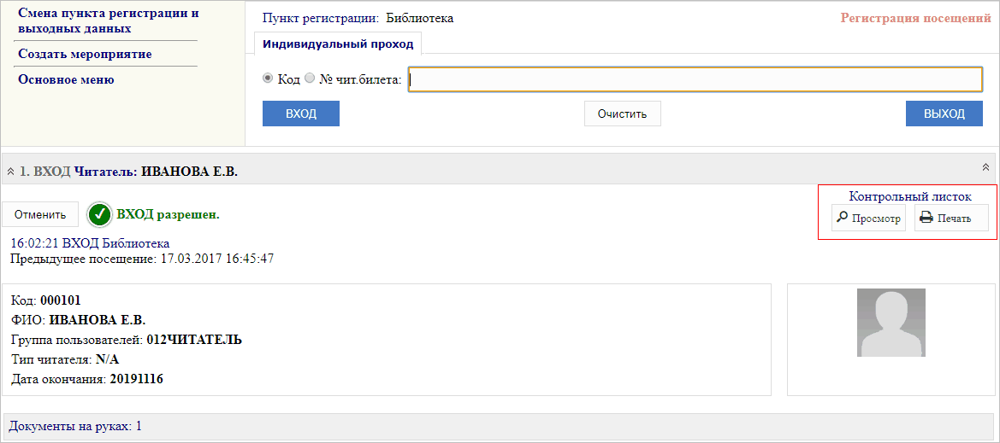 Смена пункта регистрации и
выходных данных
Создать мероприятие
Основное меню
Пункт регистрации: Библиотека
Регистрация посещений
Индивидуальный проход
Код № чит.билета:
ВХОД
Очистить
ВЫХОД
1. ВХОД Читатель: ИВАНОВА Е.В.
Контрольный листок
Отменить
ВХОД разрешен.
Просмотр
Печать
16:02:21 ВХОД Библиотека
Предыдущее посещение: 17.03.2017 16:45:47
Код: 000101
ФИО: ИВАНОВА Е.В.
Группа пользователей: 012ЧИТАТЕЛЬ
Тип читателя: N/A
Дата окончания: 20191116
Документы на руках: 1